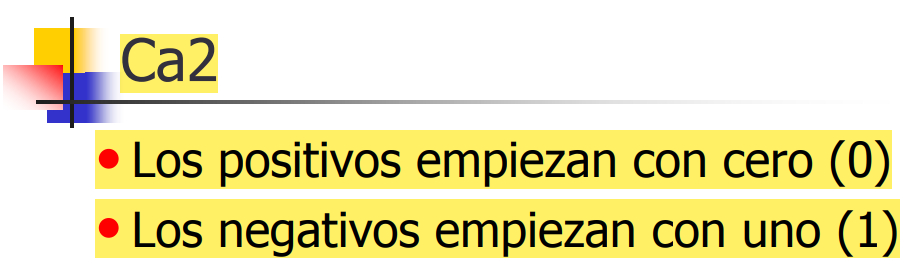 Ca2
• Los positivos empiezan con cero (0)
• Los negativos empiezan con uno (1)